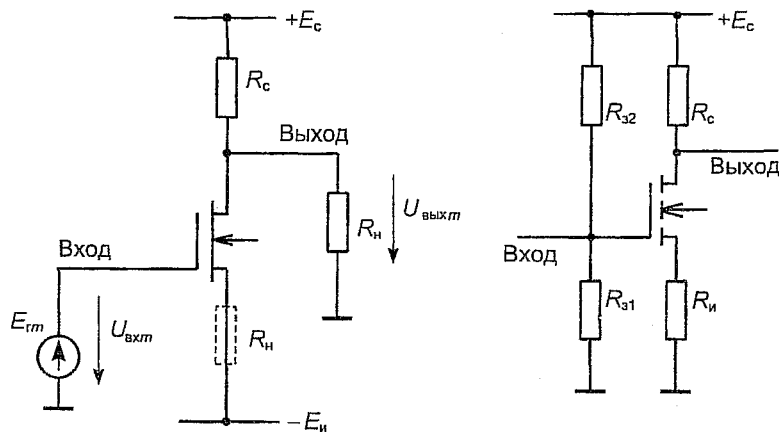 +Eс
Rс
Выход
Uвыхm
Rн
Вход
Eгm
Uвхm
Rн
−Eи
+Eс
Rз2
Rс
Выход
Вход
Rз1
Rи